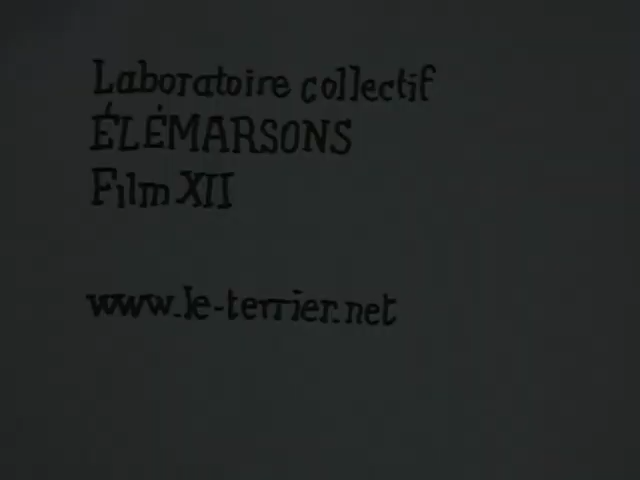 Laboratoire collectif
ÉLÉMARSONS
Film XII
www.le-terrier.net